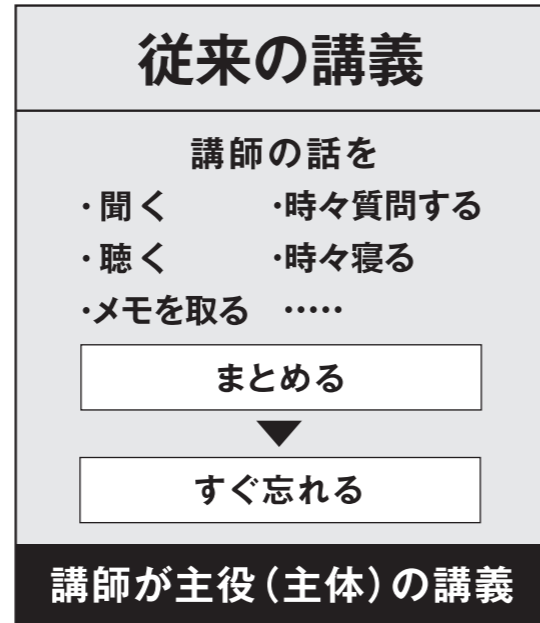 従来の講義
講師の話を
・聞く ・時々質問する
・聴く ・時々寝る
・メモを取る ……
まとめる
▼
すぐ忘れる
講師が主役(主体)の講義